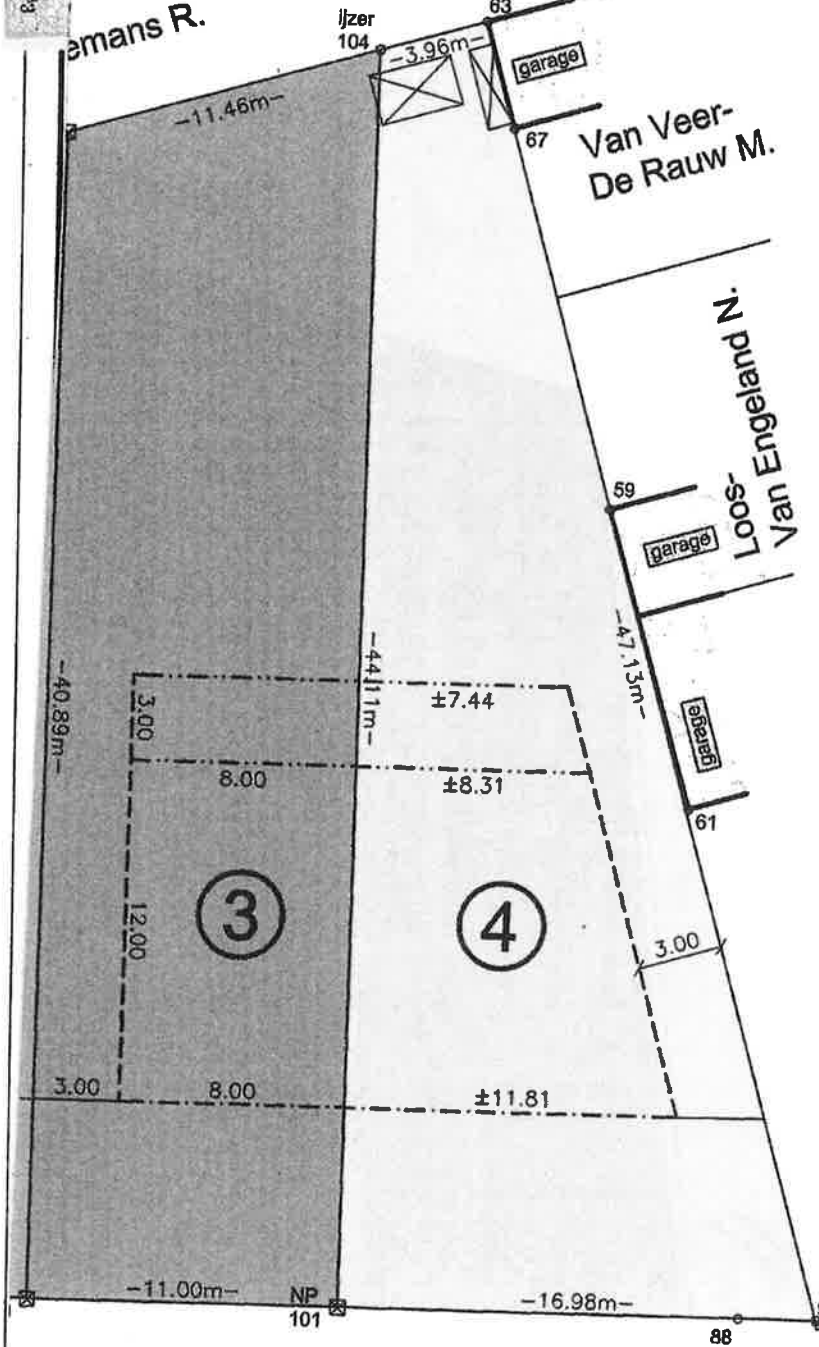 emans R.
ijzer
104
63
-3.96m-
garage
-11.46m-
67
Van Veer-
De Rauw M.
Loos-
Van Engeland N.
59
garage
-47.13m-
-40.89m-
-44.11m-
3.00
±7.44
garage
8.00
±8.31
61
12.00
3
4
3.00
3.00
8.00
±11.81
-11.00m-
NP
101
-16.98m-
88